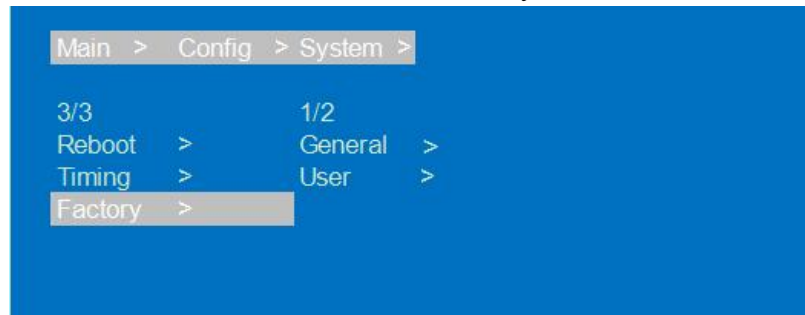 Main > Config > System >
3/3 1/2
Reboot > General >
Timing > User >
Factory >